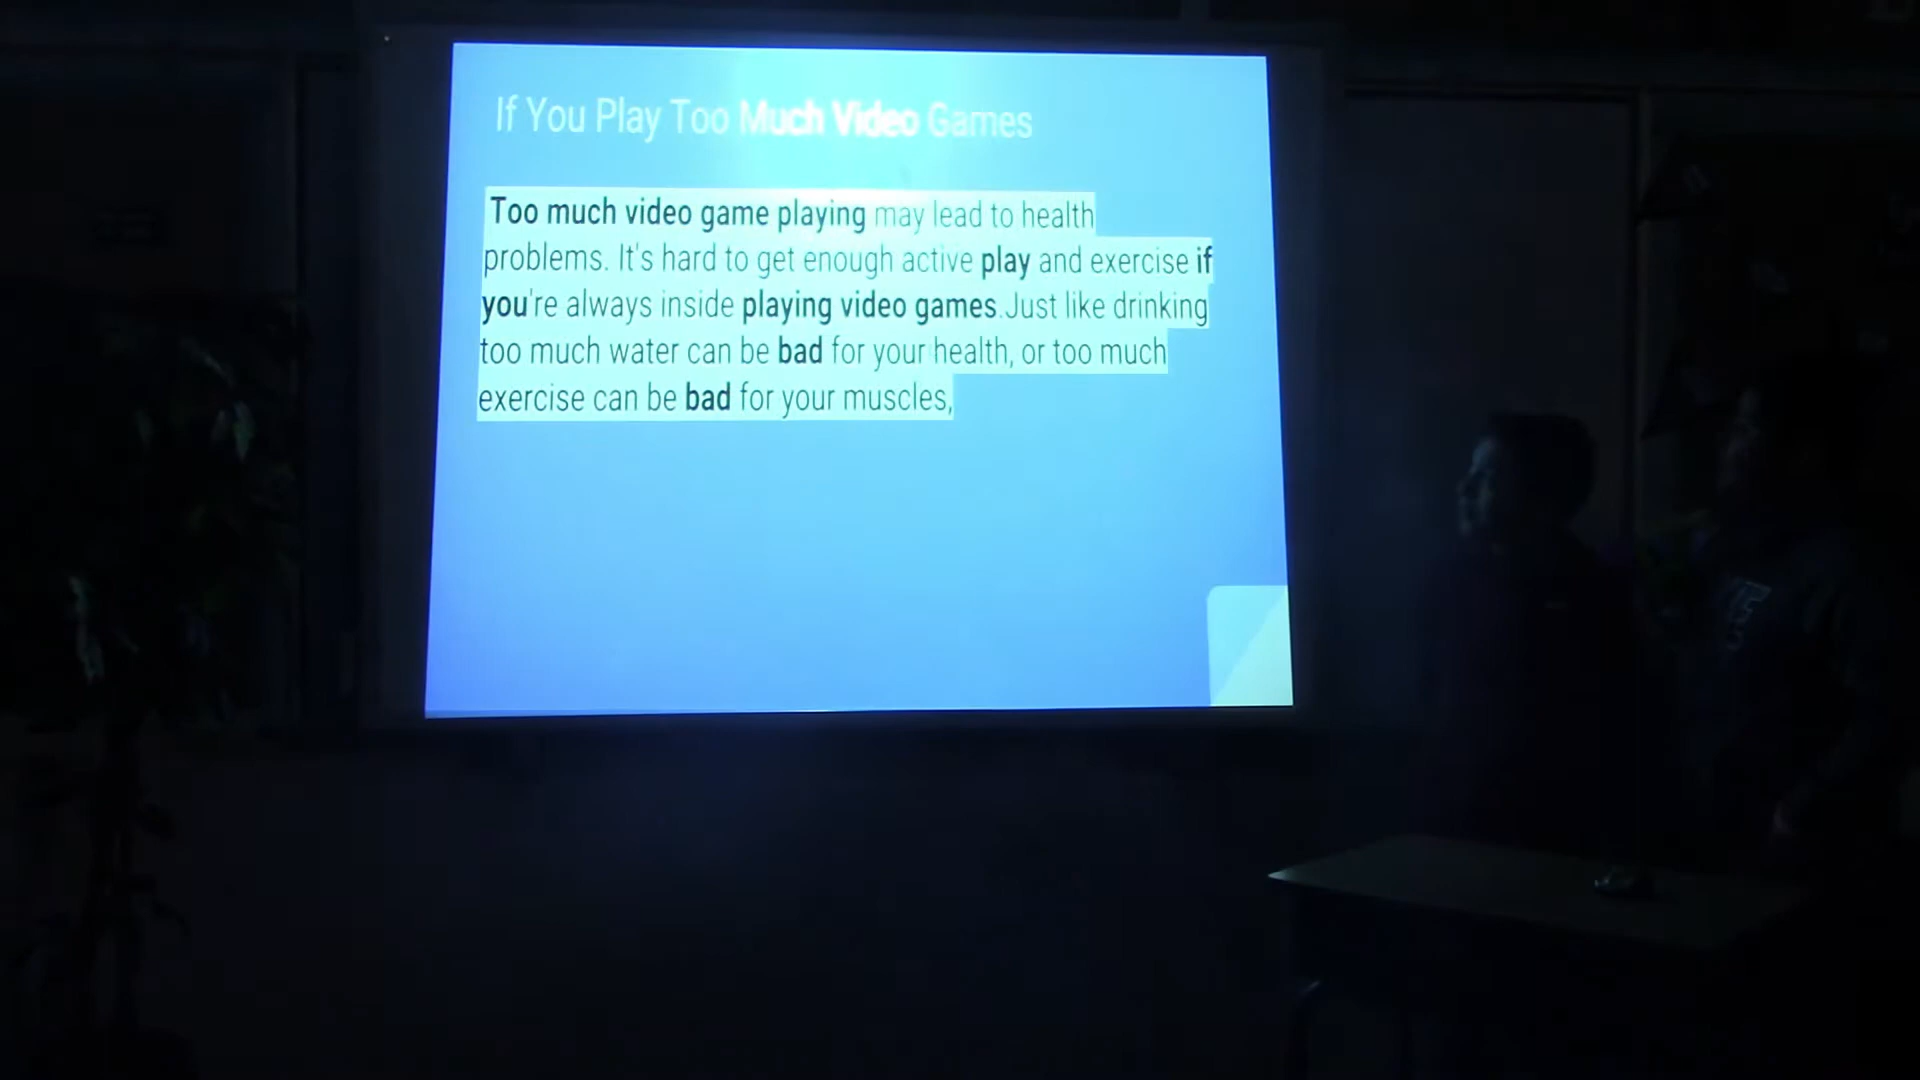 If You Play Too Much Video Games
Too much video game playing may lead to health
problems. It's hard to get enough active play and exercise if
you're always inside playing video games.Just like drinking
too much water can be bad for your health, or too much
exercise can be bad for your muscles,